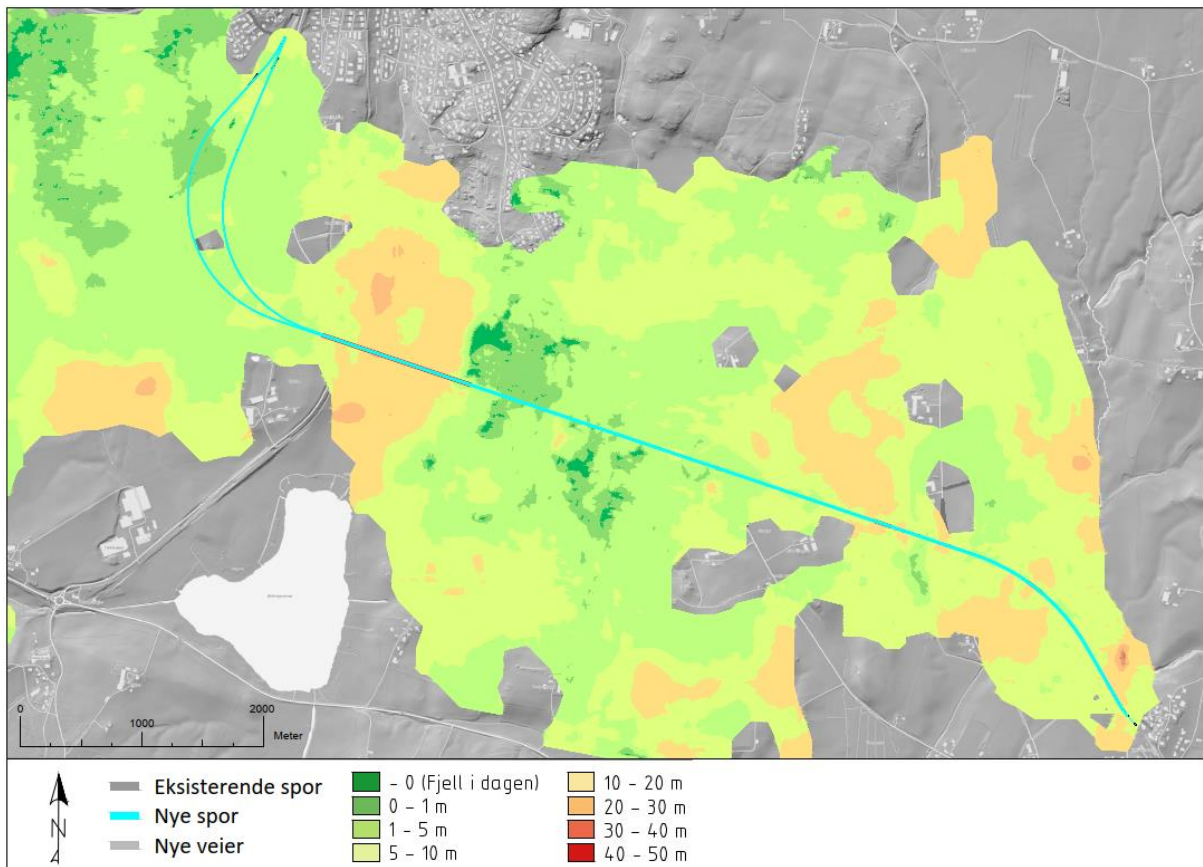 0
1000
2000
Meter
N
Eksisterende spor
Nye spor
Nye veier
- 0 (Fjell i dagen)
0 - 1 m
1 - 5 m
5 - 10 m
10 - 20 m
20 - 30 m
30 - 40 m
40 - 50 m